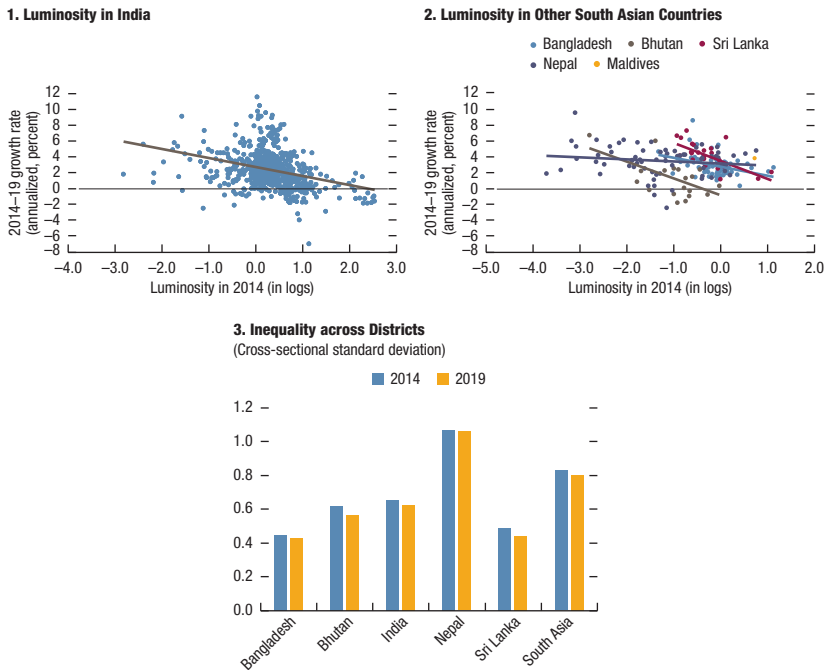 1. Luminosity in India
2014–19 growth rate
(annualized, percent)
12
10
8
6
4
2
0
–2
–4
–6
–8
–4.0 –3.0 –2.0 –1.0 0.0 1.0 2.0 3.0
Luminosity in 2014 (in logs)
2. Luminosity in Other South Asian Countries
Bangladesh Bhutan Sri Lanka
Nepal Maldives
2014–19 growth rate
(annualized, percent)
12
10
8
6
4
2
0
–2
–4
–6
–8
–5.0 –4.0 –3.0 –2.0 –1.0 0.0 1.0 2.0
Luminosity in 2014 (in logs)
3. Inequality across Districts
(Cross-sectional standard deviation)
2014 2019
1.2
1.0
0.8
0.6
0.4
0.2
0.0
Bangladesh
Bhutan
India
Nepal
Sri Lanka
South Asia